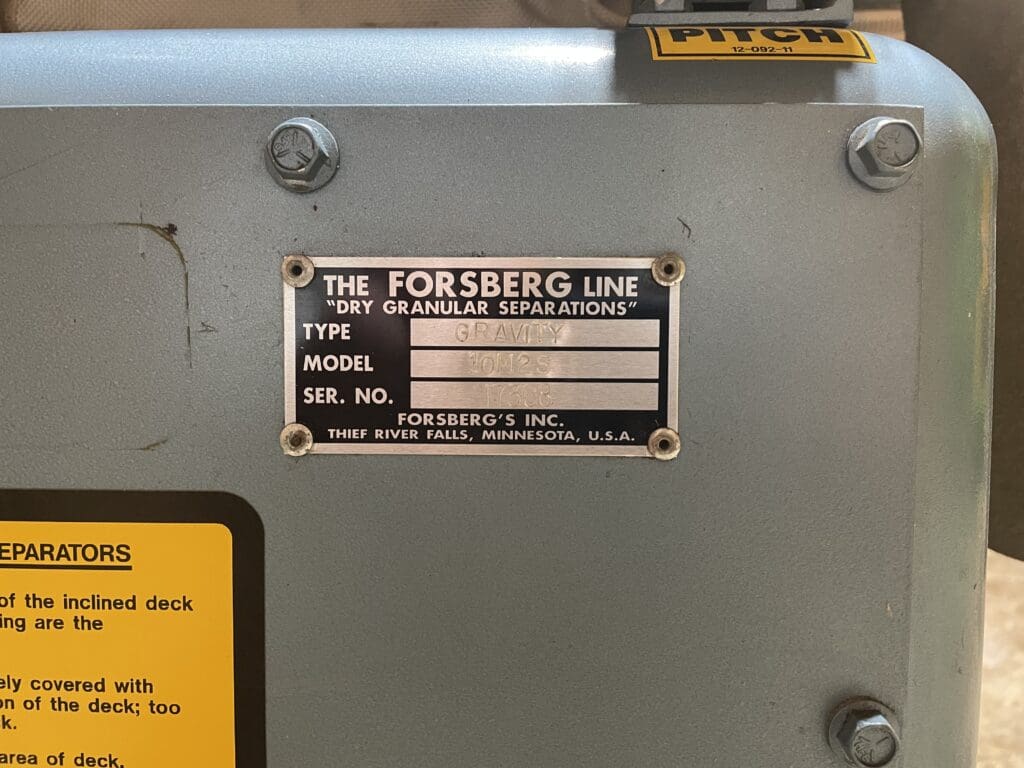 PITCH
12-092-11
THE FORSBERG LINE
"DRY GRANULAR SEPARATIONS"
TYPE GRAVITY
MODEL 10M2S
SER. NO.
FORSBERG'S INC.
THIEF RIVER FALLS, MINNESOTA, U.S.A.
EPARATORS
of the inclined deck
ing are the
ely covered with
on of the deck; too
k.
area of deck.